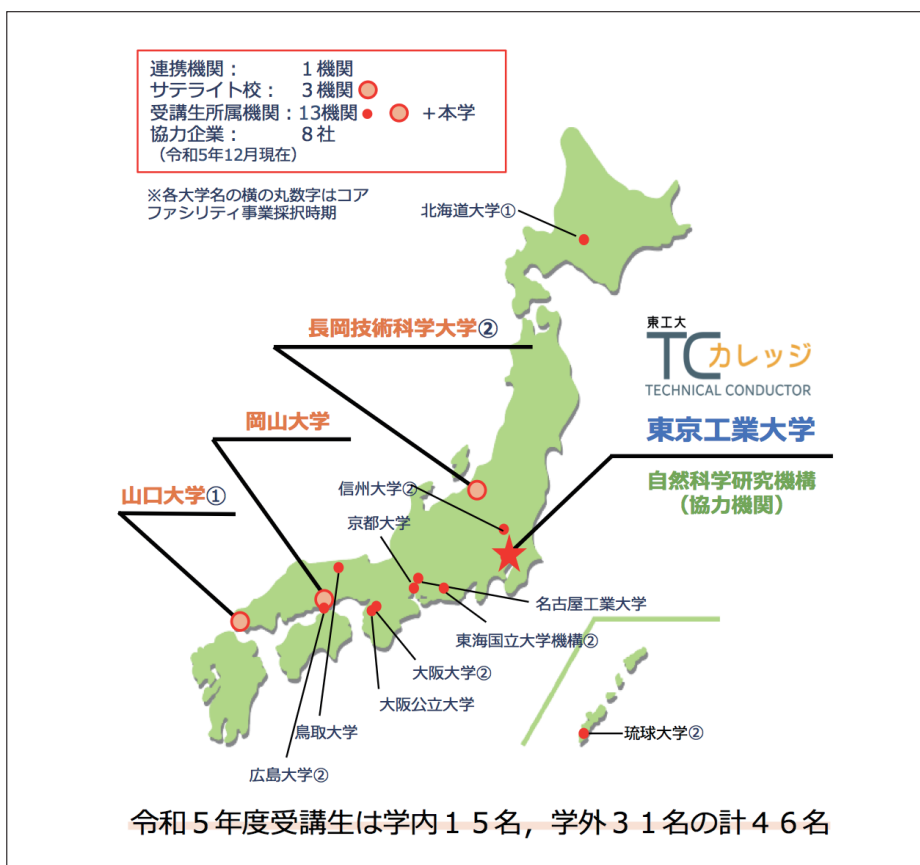 連携機関： 1機関
サテライト校： 3機関
受講生所属機関：13機関 ＋本学
協力企業： 8社
（令和5年12月現在）
※各大学名の横の丸数字はコア
ファシリティ事業採択時期
北海道大学①
長岡技術科学大学②
東工大
TCカレッジ
TECHNICAL CONDUCTOR
岡山大学
東京工業大学
山口大学①
信州大学②
自然科学研究機構
（協力機関）
京都大学
名古屋工業大学
東海国立大学機構②
大阪大学②
大阪公立大学
鳥取大学
琉球大学②
広島大学②
令和５年度受講生は学内１５名，学外３１名の計４６名